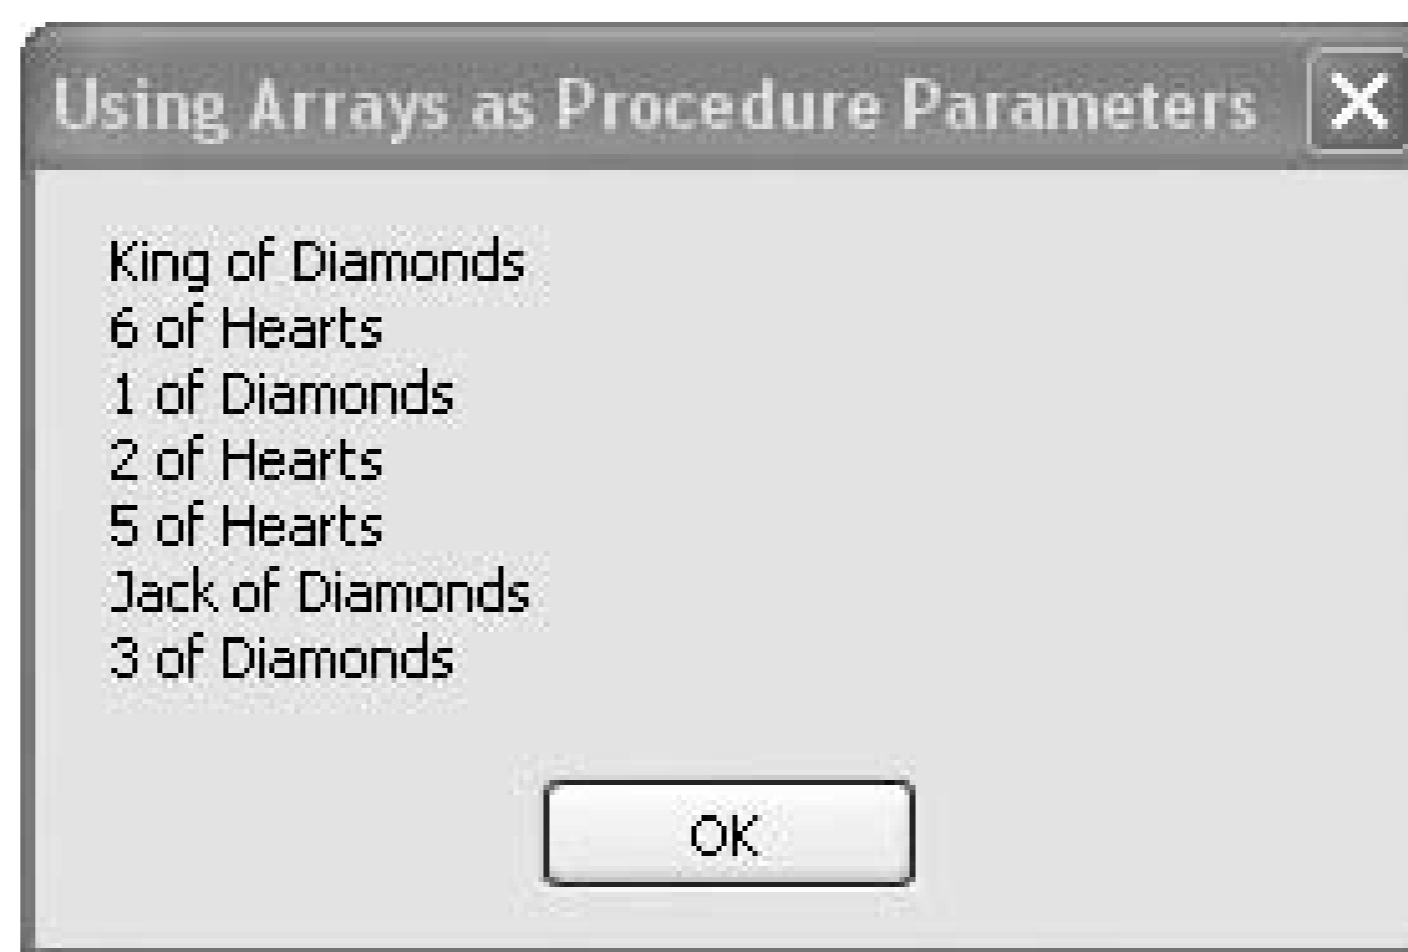 Using Arrays as Procedure Parameters
King of Diamonds
6 of Hearts
1 of Diamonds
2 of Hearts
5 of Hearts
Jack of Diamonds
3 of Diamonds
OK